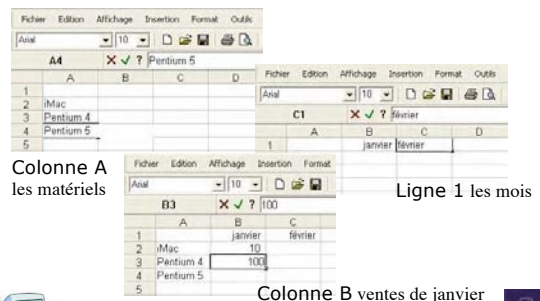 Fichier Edition Affichage Insertion Format Outils
Arial 10
A4 Pentium 5
A B C D
1
2 iMac
3 Pentium 4
4 Pentium 5
5
Colonne A
les matériels
Fichier Edition Affichage Insertion Format Outils
Arial 10
C1 ? février
A B C D
1 janvier février
Ligne 1 les mois
Fichier Edition Affichage Insertion Format
Arial 10
B3 ? 100
A B C
1 janvier février
2 iMac 10
3 Pentium 4 100
4 Pentium 5
5
Colonne B ventes de janvier